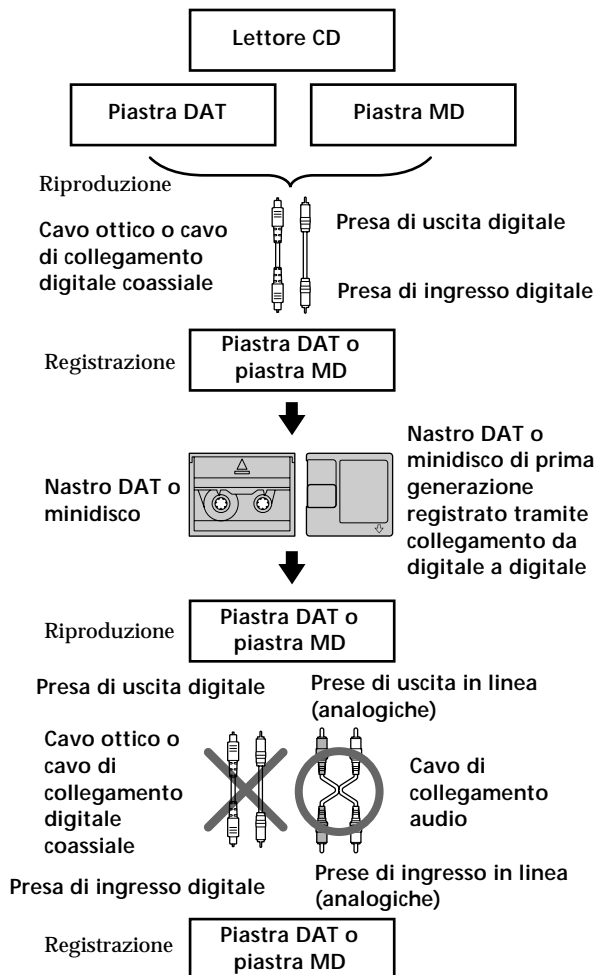 Lettore CD
Piastra DAT
Piastra MD
Riproduzione
Cavo ottico o cavo
di collegamento
digitale coassiale
Presa di uscita digitale
Presa di ingresso digitale
Registrazione
Piastra DAT o
piastra MD
Nastro DAT o
minidisco
Nastro DAT o
minidisco di prima
generazione
registrato tramite
collegamento da
digitale a digitale
Riproduzione
Piastra DAT o
piastra MD
Presa di uscita digitale
Prese di uscita in linea
(analogiche)
Cavo ottico o
cavo di
collegamento
digitale
coassiale
Cavo di
collegamento
audio
Presa di ingresso digitale
Prese di ingresso in linea
(analogiche)
Registrazione
Piastra DAT o
piastra MD